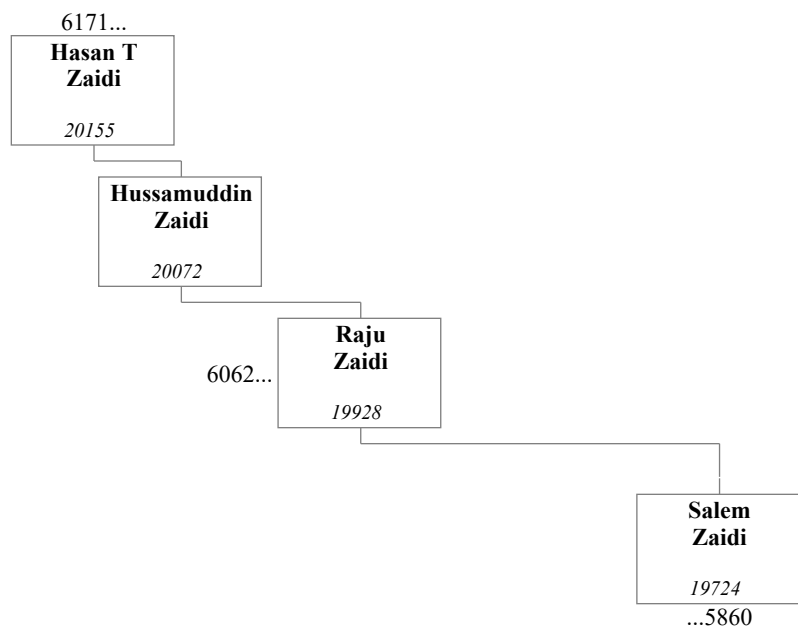 6171...
Hasan T
Zaidi
20155
Hussamuddin
Zaidi
20072
Raju
Zaidi
6062...
19928
Salem
Zaidi
19724
...5860